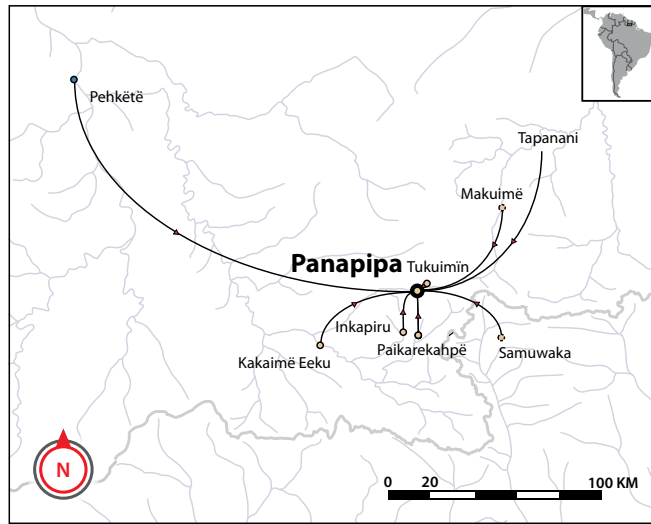 Pehkëtë
Tapanani
Makuimë
Panapipa
Tukuimïn
Inkapiru
Paikarekahpë
Kakaimë Eeku
Samuwaka
N
0 20 100 KM